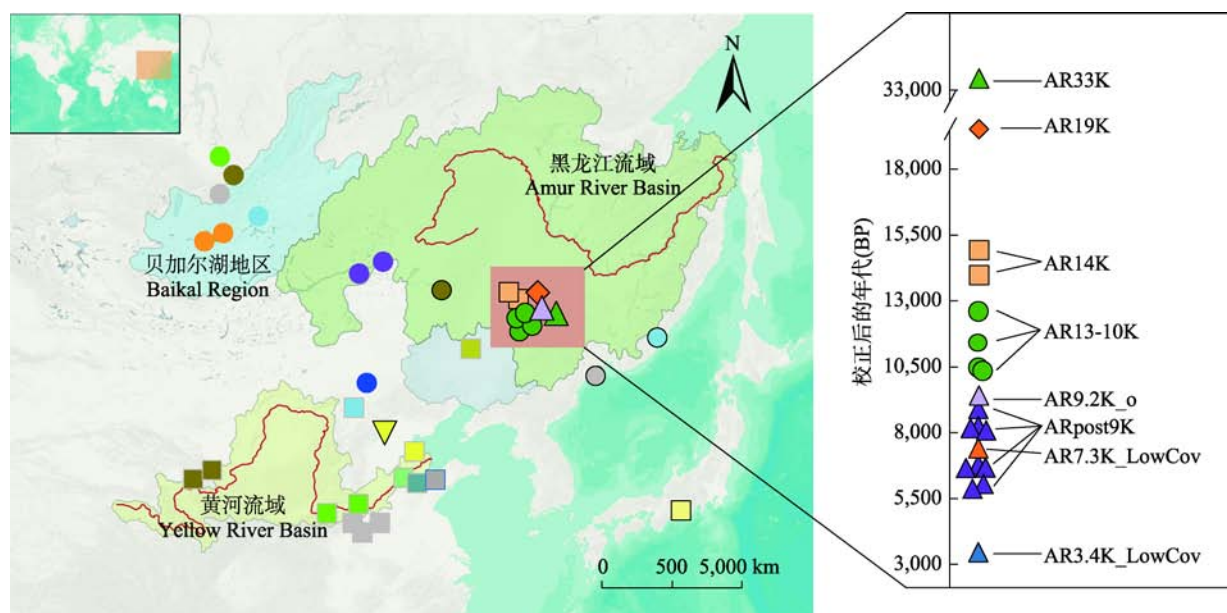 N
黑龙江流域
Amur River Basin
贝加尔湖地区
Baikal Region
黄河流域
Yellow River Basin
0 500 5,000 km
校正后的年代(BP)
33,000
18,000
15,500
13,000
10,500
8,000
5,500
3,000
AR33K
AR19K
AR14K
AR13-10K
AR9.2K_o
ARpost9K
AR7.3K_LowCov
AR3.4K_LowCov